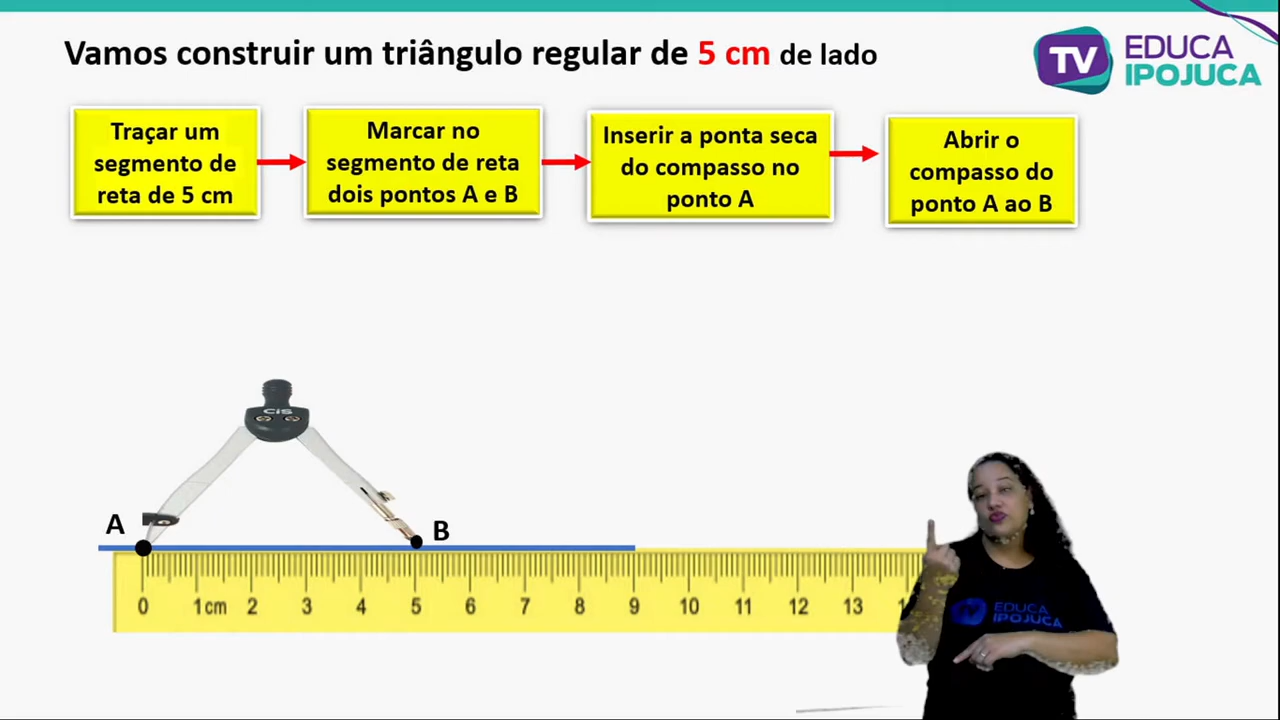 Vamos construir um triângulo regular de 5 cm de lado
TV EDUCA
IPOJUCA
Traçar um
segmento de
reta de 5 cm
Marcar no
segmento de reta
dois pontos A e B
Inserir a ponta seca
do compasso no
ponto A
Abrir o
compasso do
ponto A ao B
CiS
A
B
0 1cm 2 3 4 5 6 7 8 9 10 11 12 13
TV EDUCA
IPOJUCA